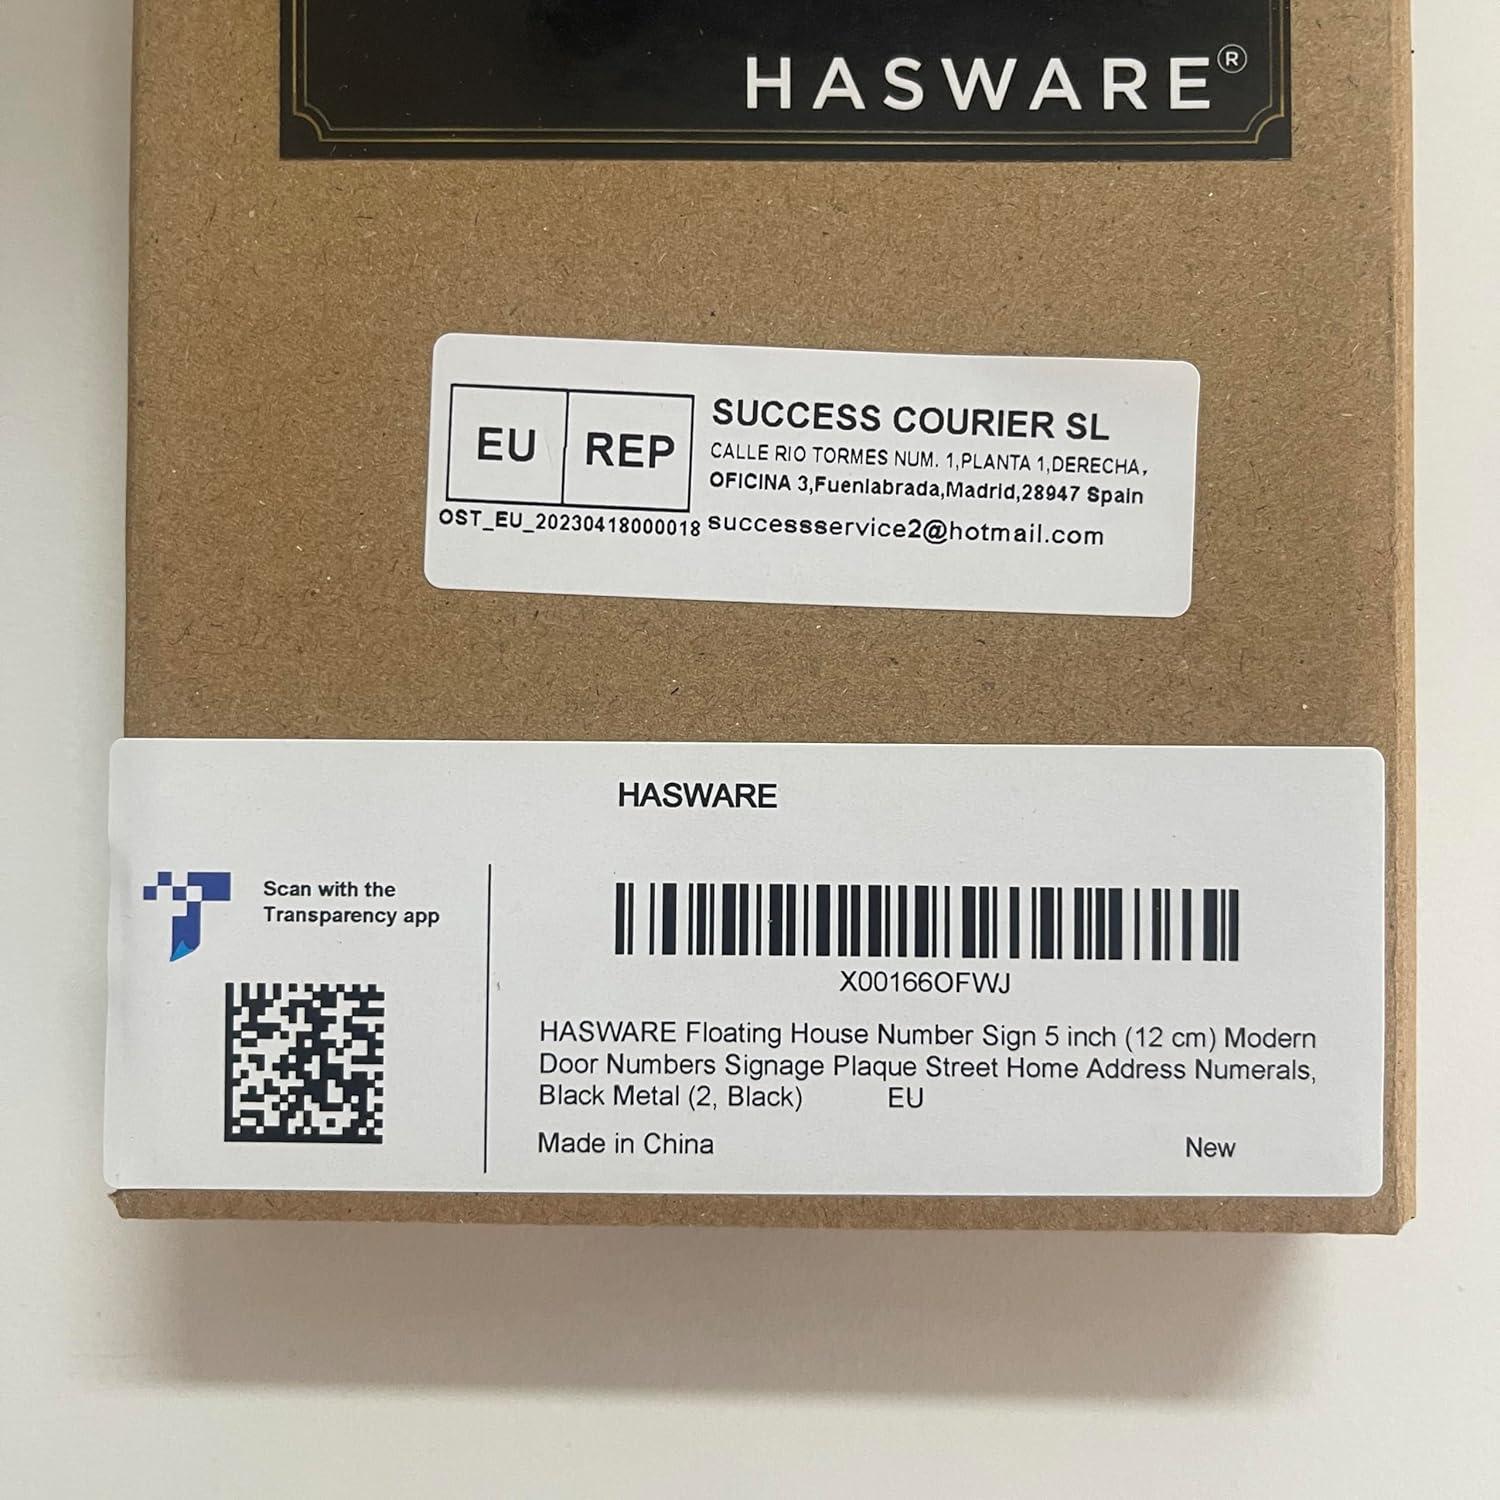 HASWARE®
EU REP
SUCCESS COURIER SL
CALLE RIO TORMES NUM. 1,PLANTA 1,DERECHA,
OFICINA 3,Fuenlabrada,Madrid,28947 Spain
OST_EU_20230418000018 successservice2@hotmail.com
HASWARE
Scan with the
Transparency app
X00166OFWJ
HASWARE Floating House Number Sign 5 inch (12 cm) Modern
Door Numbers Signage Plaque Street Home Address Numerals,
Black Metal (2, Black) EU
Made in China New